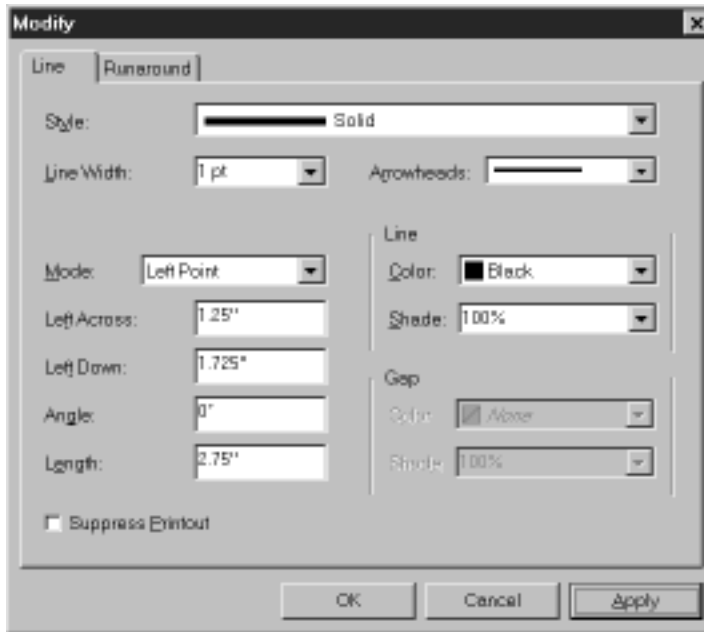 Modify
Line Runaround
Style: Solid
Line Width: 1 pt Arrowheads:
Line
Mode: Left Point Color: Black
Left Across: 1.25" Shade: 100%
Left Down: 1.725"
Gap
Angle: 0° Color: None
Length: 2.75" Shade: 100%
Suppress Printout
OK Cancel Apply